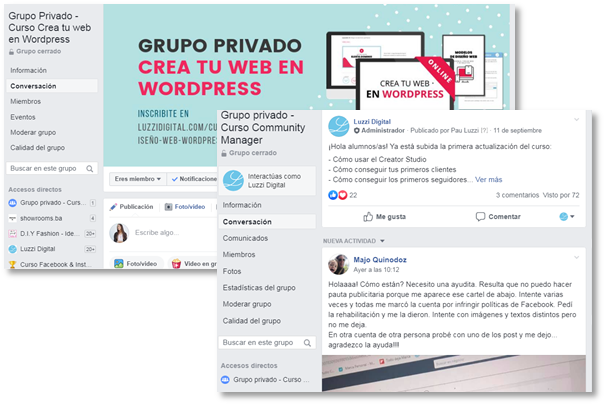 Grupo Privado -
Curso Crea tu web
en Wordpress
Grupo cerrado
Información
Conversación
Miembros
Eventos
Moderar grupo
Calidad del grupo
Buscar en este grupo
Accesos directos
Grupo privado - Curso 1
showrooms.ba 20+
D.I.Y Fashion - Ide... 20+
Luzzi Digital 20+
Curso Facebook & Inst
GRUPO PRIVADO
CREA TU WEB EN
WORDPRESS
INSCRIBITE EN
LUZZIDIGITAL.COM/CU
ISEÑO-WEB-WORDPRE
MODELOS
DE DISEÑO WEB
ONLINE
CREA TU WEB -
EN WORDPRESS
Eres miembro
Notificacione
Publicación
Foto/video
Escribe algo...
Foto/video
Video en gr
Grupo privado -
Curso Community
Manager
Grupo cerrado
Interactúas como
Luzzi Digital
Información
Conversación
Comunicados
Miembros
Fotos
Estadísticas del grupo
Moderar grupo
Calidad del grupo
Buscar en este grupo
Accesos directos
Grupo privado - Curso ...
Luzzi Digital
Administrador · Publicado por Pau Luzzi [?] · 11 de septiembre
¡Hola alumnos/as! Ya está subida la primera actualización del curso:
- Cómo usar el Creator Studio
- Cómo conseguir tus primeros clientes
- Cómo conseguir primeros seguidores... Ver más
22
3 comentarios Visto por 72
Me gusta
Comentar
NUEVA ACTIVIDAD
Majo Quinodoz
Ayer a las 10:12
Holaaaa! Cómo están? Necesito una ayudita. Resulta que no puedo hacer
pauta publicitaria porque me aparece ese cartel de abajo. Intente varias
veces y todas me marcó la cuenta por infringir políticas de Facebook. Pedí
la rehabilitación y me la dieron. Intente con imágenes y textos distintos pero
no me deja.
En otra cuenta de otra persona probé con uno de los post y me dejo...
agradezco la ayuda!!!!